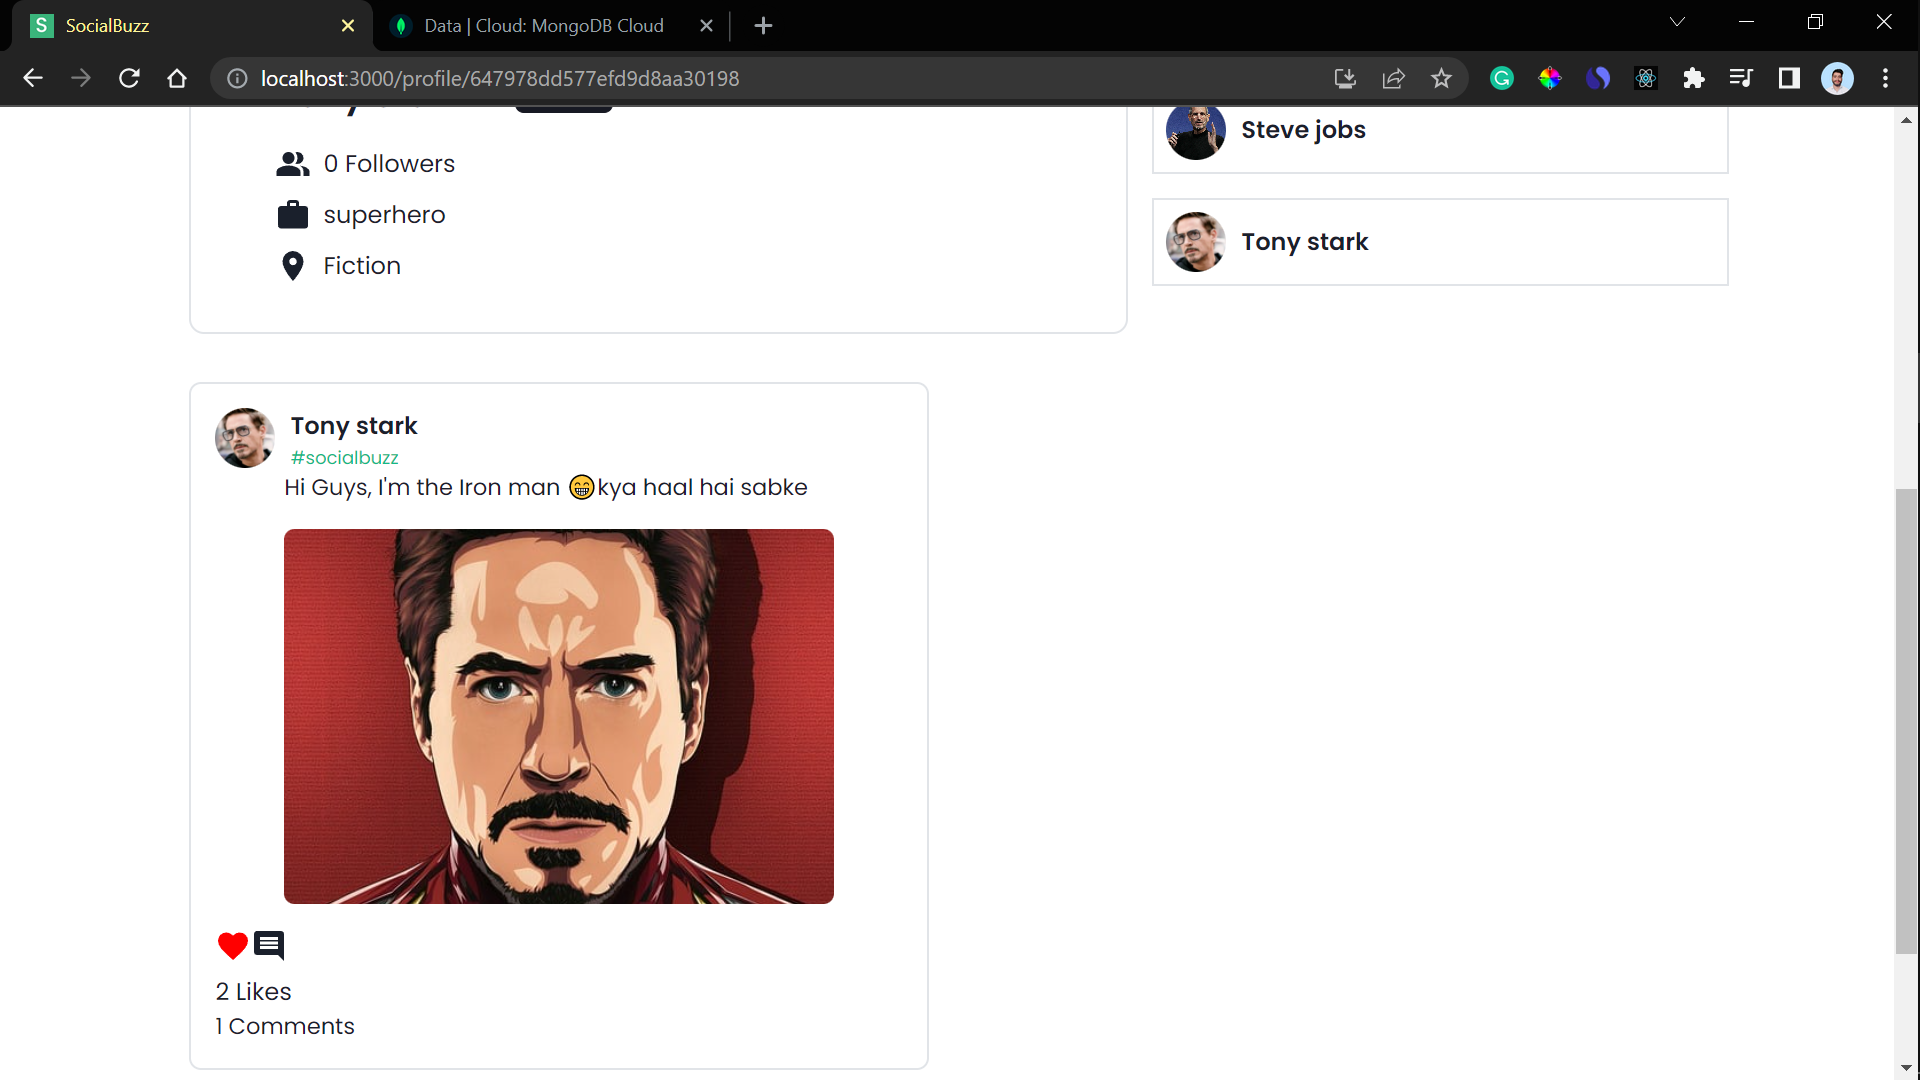 S SocialBuzz
Data | Cloud: MongoDB Cloud
localhost:3000/profile/647978dd577efd9d8aa30198
0 Followers
superhero
Fiction
Steve jobs
Tony stark
Tony stark
#socialbuzz
Hi Guys, I'm the Iron man 😁kya haal hai sabke
2 Likes
1 Comments